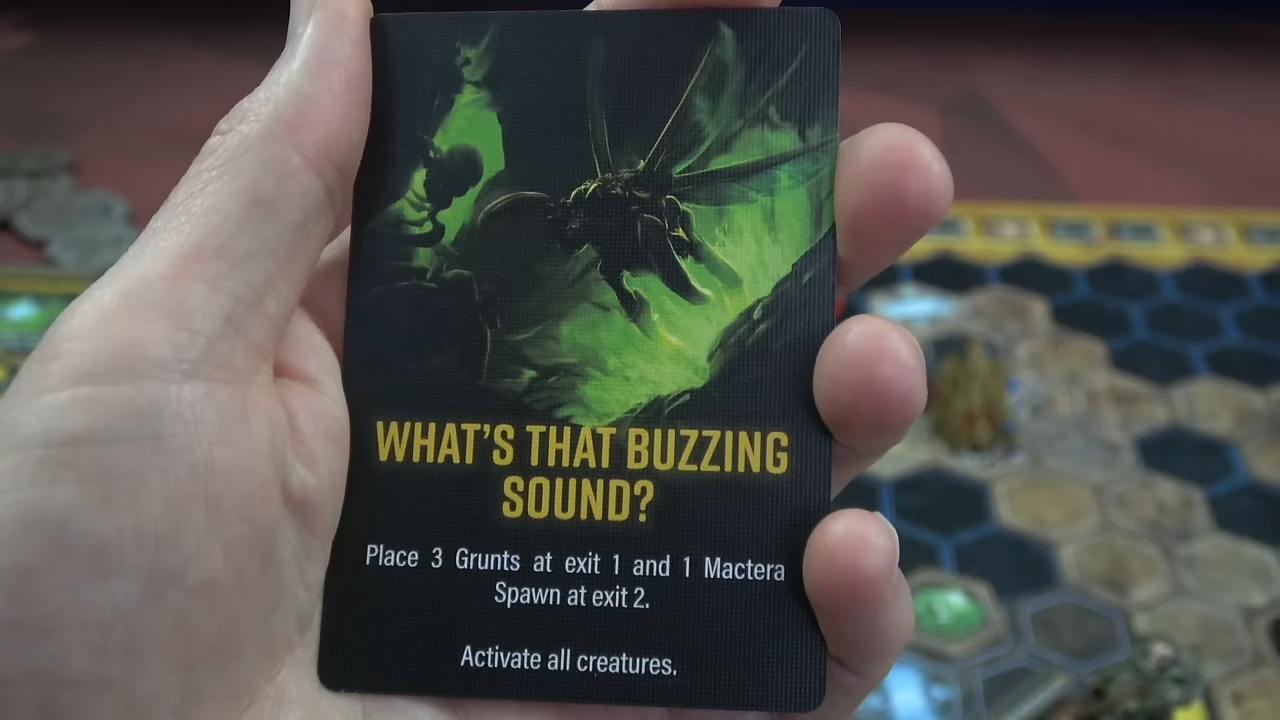 WHAT'S THAT BUZZING
SOUND?
Place 3 Grunts at exit 1 and 1 Mactera
Spawn at exit 2.
Activate all creatures.